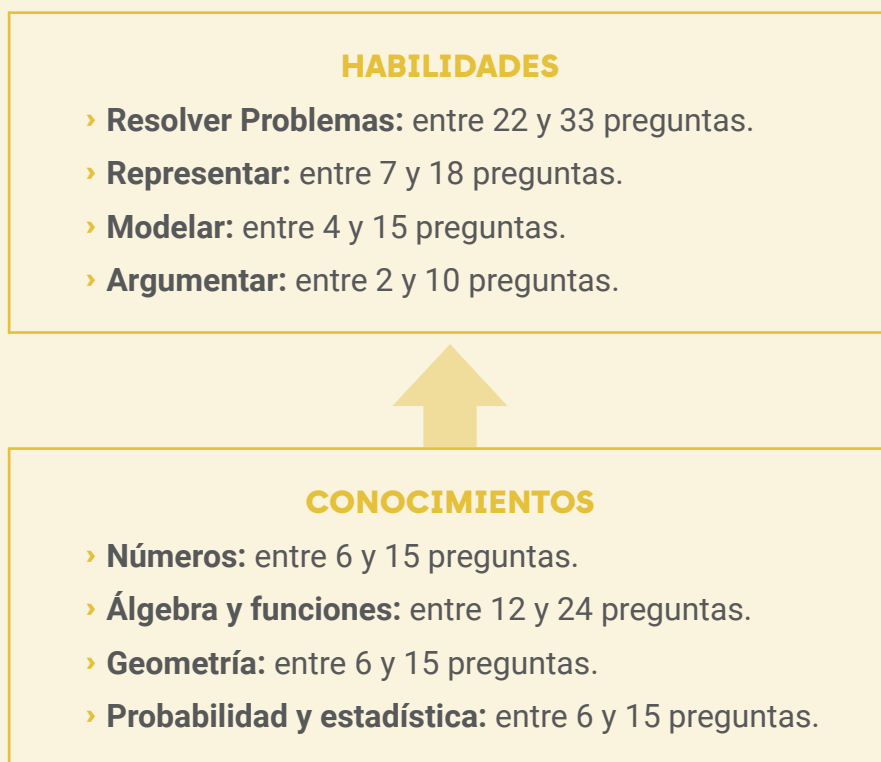 HABILIDADES
› Resolver Problemas: entre 22 y 33 preguntas.
› Representar: entre 7 y 18 preguntas.
› Modelar: entre 4 y 15 preguntas.
› Argumentar: entre 2 y 10 preguntas.
CONOCIMIENTOS
› Números: entre 6 y 15 preguntas.
› Álgebra y funciones: entre 12 y 24 preguntas.
› Geometría: entre 6 y 15 preguntas.
› Probabilidad y estadística: entre 6 y 15 preguntas.